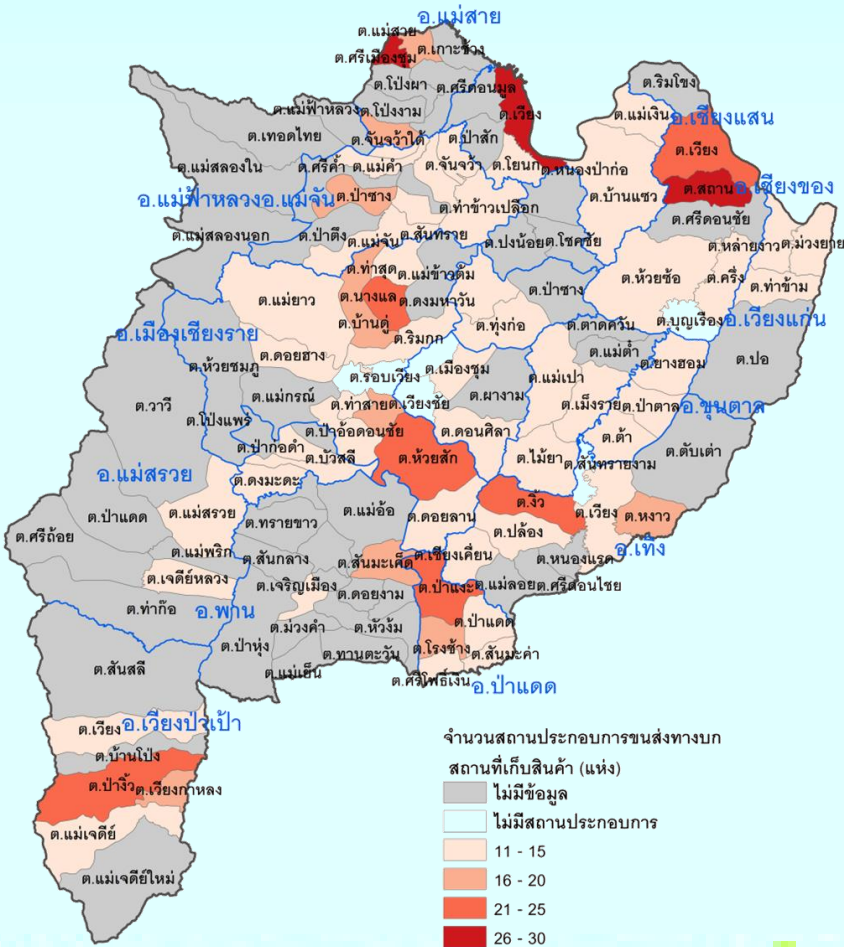 อ.แม่สาย
ต.แม่สาย
ต.เกาะช้าง
ต.ศรีเมืองชุม
ต.โป่งผา
ต.ศรีดอนมูล
ต.ริมโขง
ต.แม่ฟ้าหลวง
ต.โป่งงาม
ต.เวียง
ต.แม่เงิน
อ.เชียงแสน
ต.เทอดไทย
ต.จันจว้าใต้
ต.ป่าสัก
ต.เวียง
ต.แม่สลองใน
ต.ศรีค้ำ
ต.แม่คำ
ต.จันจว้า
ต.โยนก
ต.หนองป่าก่อ
อ.แม่ฟ้าหลวง
อ.แม่จัน
ต.ป่าซาง
ต.บ้านแซว
ต.สถาน
อ.เชียงของ
ต.ท่าข้าวเปลือก
ต.ศรีดอนชัย
ต.แม่สลองนอก
ต.ป่าตึง
ต.แม่จัน
ต.สันทราย
ต.ปงน้อย
ต.โชคชัย
ต.หล่ายงาว
ต.ม่วงยาย
ต.ท่าสุด
ต.แม่ข้าวต้ม
ต.ห้วยซ้อ
ต.ครึ่ง
ต.ท่าข้าม
ต.แม่ยาว
ต.นางแล
ต.ดงมหาวัน
ต.ป่าซาง
ต.บุญเรือง
อ.เวียงแก่น
อ.เมืองเชียงราย
ต.บ้านดู่
ต.ริมกก
ต.ทุ่งก่อ
ต.ตาดควัน
ต.ดอยฮาง
ต.แม่ต๋ำ
ต.ยางฮอม
ต.ปอ
ต.ห้วยชมภู
ต.รอบเวียง
ต.เมืองชุม
ต.แม่เปา
ต.วาวี
ต.แม่กรณ์
ต.ท่าสาย
ต.เวียงชัย
ต.ผางาม
ต.เม็งราย
ต.ป่าตาล
อ.ขุนตาล
ต.โป่งแพร่
ต.ป่าอ้อดอนชัย
ต.ดอนศิลา
ต.ต้า
ต.ป่าก่อดำ
ต.บัวสลี
ต.ห้วยสัก
ต.ไม้ยา
ต.สันทรายงาม
ต.ตับเต่า
อ.แม่สรวย
ต.ดงมะดะ
ต.ป่าแดด
ต.แม่สรวย
ต.ทรายขาว
ต.แม่อ้อ
ต.ดอยลาน
ต.งิ้ว
ต.เวียง
ต.หงาว
ต.ศรีถ้อย
ต.ปล้อง
ต.แม่พริก
ต.สันกลาง
ต.สันมะเค็ด
ต.เชียงเคี่ยน
ต.หนองแรด
อ.เทิง
ต.เจดีย์หลวง
ต.เจริญเมือง
ต.ดอยงาม
ต.ป่าแงะ
ต.แม่ลอย
ต.ศรีดอนไชย
ต.ท่าก๊อ
อ.พาน
ต.ม่วงคำ
ต.หัวง้ม
ต.ป่าแดด
ต.ป่าหุ่ง
ต.ทานตะวัน
ต.โรงช้าง
ต.สันมะค่า
ต.สันสลี
ต.แม่เย็น
ต.ศรีโพธิ์เงิน
อ.ป่าแดด
ต.เวียง
อ.เวียงป่าเป้า
ต.บ้านโป่ง
ต.ป่างิ้ว
ต.เวียงกาหลง
ต.แม่เจดีย์
ต.แม่เจดีย์ใหม่
จำนวนสถานประกอบการขนส่งทางบก
สถานที่เก็บสินค้า (แห่ง)
ไม่มีข้อมูล
ไม่มีสถานประกอบการ
11 - 15
16 - 20
21 - 25
26 - 30